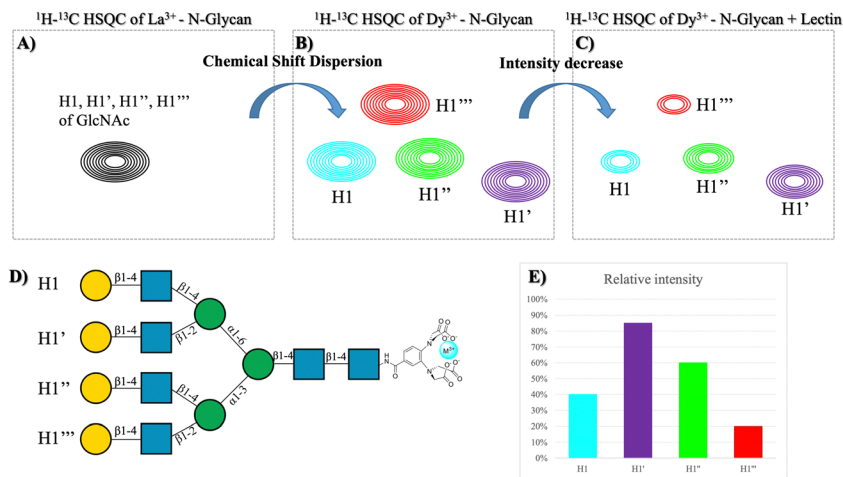 ¹H-¹³C HSQC of La³⁺ - N-Glycan
¹H-¹³C HSQC of Dy³⁺ - N-Glycan
¹H-¹³C HSQC of Dy³⁺ - N-Glycan + Lectin
A)
B)
C)
Chemical Shift Dispersion
Intensity decrease
H1, H1’, H1’’, H1’’’
of GlcNAc
H1’’’
H1
H1’’
H1’
H1’’’
H1
H1’’
H1’
D)
H1
β1-4
β1-4
H1’
β1-4
β1-2
α1-6
β1-4
β1-4
H1’’
β1-4
β1-4
α1-3
H1’’’
β1-4
β1-2
NH
O
N
O
O
O⁻
O⁻
M³⁺
N
O⁻
O⁻
O
O
E)
Relative intensity
100%
90%
80%
70%
60%
50%
40%
30%
20%
10%
0%
H1
H1'
H1''
H1'''